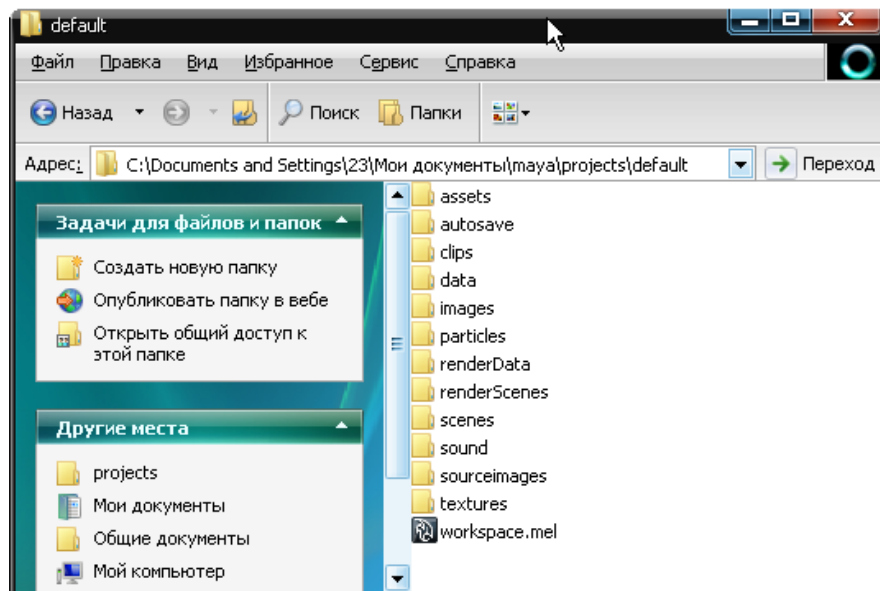 default
Файл Правка Вид Избранное Сервис Справка
Назад Поиск Папки
Адрес: C:\Documents and Settings\23\Мои документы\maya\projects\default Переход
Задачи для файлов и папок
Создать новую папку
Опубликовать папку в вебе
Открыть общий доступ к
этой папке
Другие места
projects
Мои документы
Общие документы
Мой компьютер
assets
autosave
clips
data
images
particles
renderData
renderScenes
scenes
sound
sourceimages
textures
workspace.mel